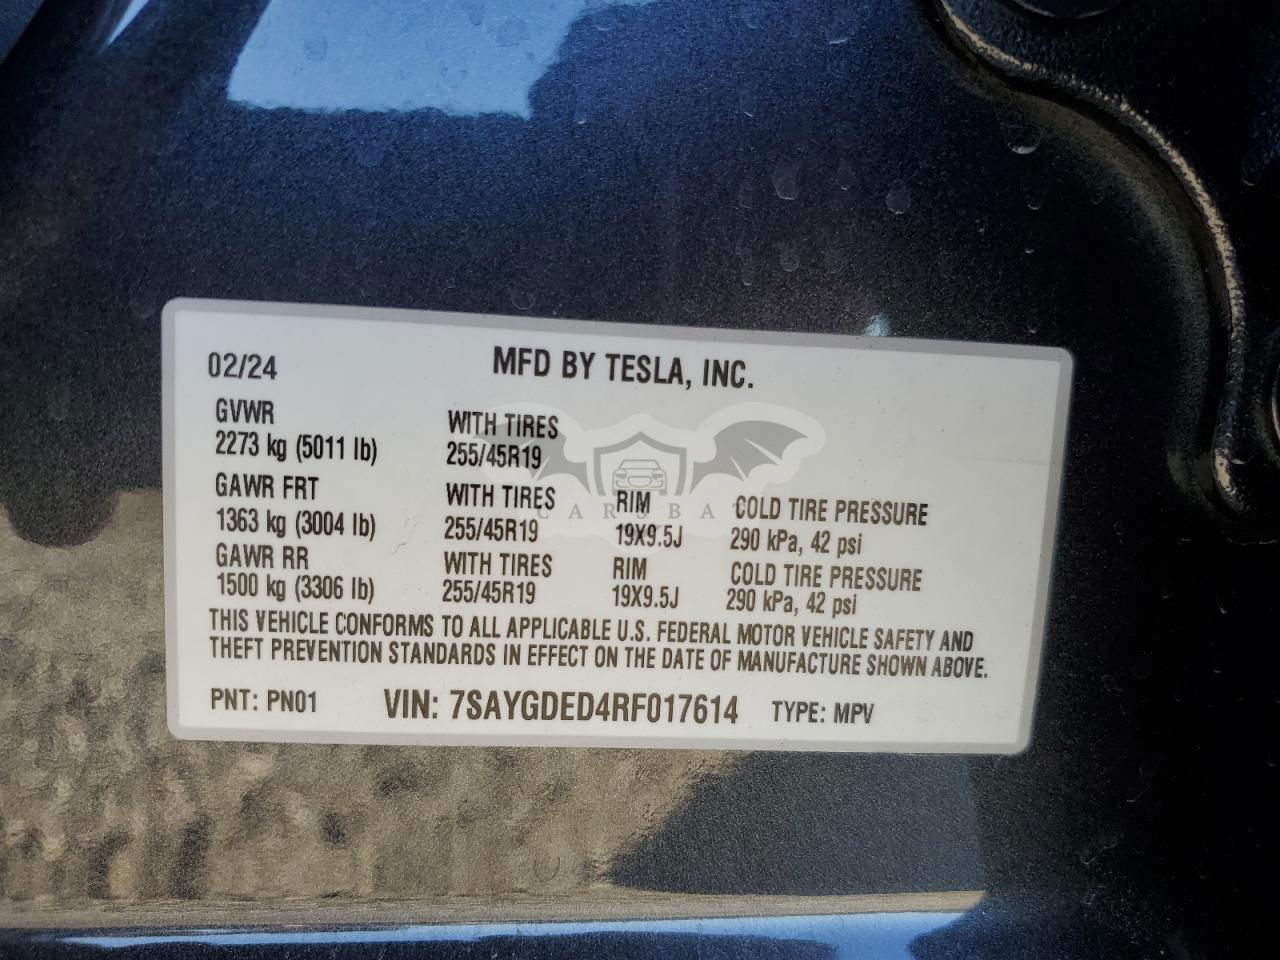 02/24 MFD BY TESLA, INC.
GVWR WITH TIRES
2273 kg (5011 lb) 255/45R19
GAWR FRT WITH TIRES RIM COLD TIRE PRESSURE
1363 kg (3004 lb) 255/45R19 19X9.5J 290 kPa, 42 psi
GAWR RR WITH TIRES RIM COLD TIRE PRESSURE
1500 kg (3306 lb) 255/45R19 19X9.5J 290 kPa, 42 psi
THIS VEHICLE CONFORMS TO ALL APPLICABLE U.S. FEDERAL MOTOR VEHICLE SAFETY AND
THEFT PREVENTION STANDARDS IN EFFECT ON THE DATE OF MANUFACTURE SHOWN ABOVE.
PNT: PN01 VIN: 7SAYGDED4RF017614 TYPE: MPV